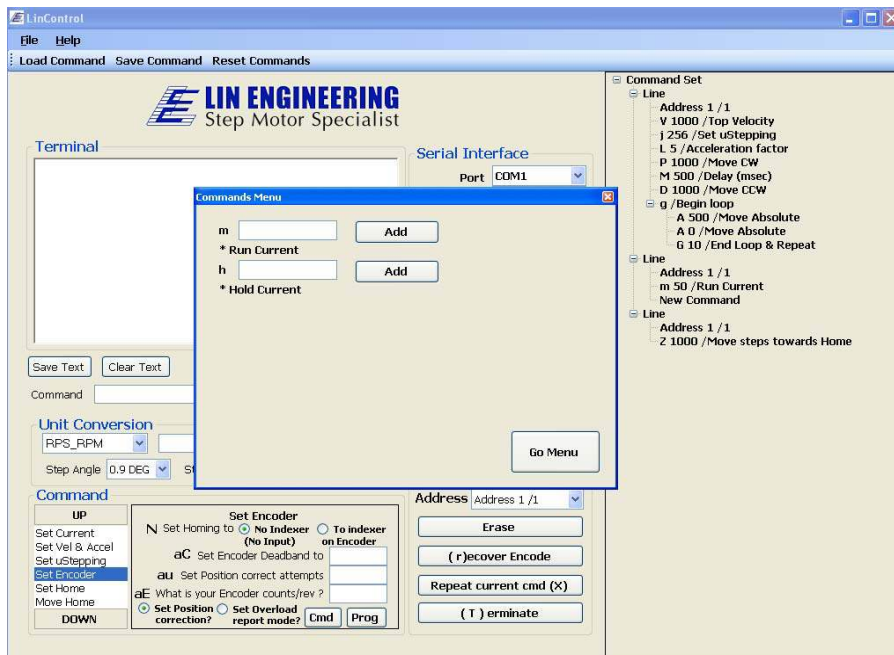 LinControl
File Help
Load Command Save Command Reset Commands
LIN ENGINEERING
Step Motor Specialist
Terminal
Serial Interface
Port COM1
Commands Menu
m Add
* Run Current
h Add
* Hold Current
Go Menu
Save Text Clear Text
Command
Unit Conversion
RPS_RPM
Step Angle 0.9 DEG
Command
UP
Set Current
Set Vel & Accel
Set uStepping
Set Encoder
Set Home
Move Home
DOWN
Set Encoder
N Set Homing to No Indexer (No Input) To indexer on Encoder
aC Set Encoder Deadband to
au Set Position correct attempts
aE What is your Encoder counts/rev ?
Set Position correction? Set Overload report mode? Cmd Prog
Address Address 1 /1
Erase
( r)ecover Encode
Repeat current cmd (X)
( T ) erminate
Command Set
Line
Address 1 /1
V 1000 /Top Velocity
j 256 /Set uStepping
L 5 /Acceleration factor
P 1000 /Move CW
M 500 /Delay (msec)
D 1000 /Move CCW
g /Begin loop
A 500 /Move Absolute
A 0 /Move Absolute
G 10 /End Loop & Repeat
Line
Address 1 /1
m 50 /Run Current
New Command
Line
Address 1 /1
Z 1000 /Move steps towards Home